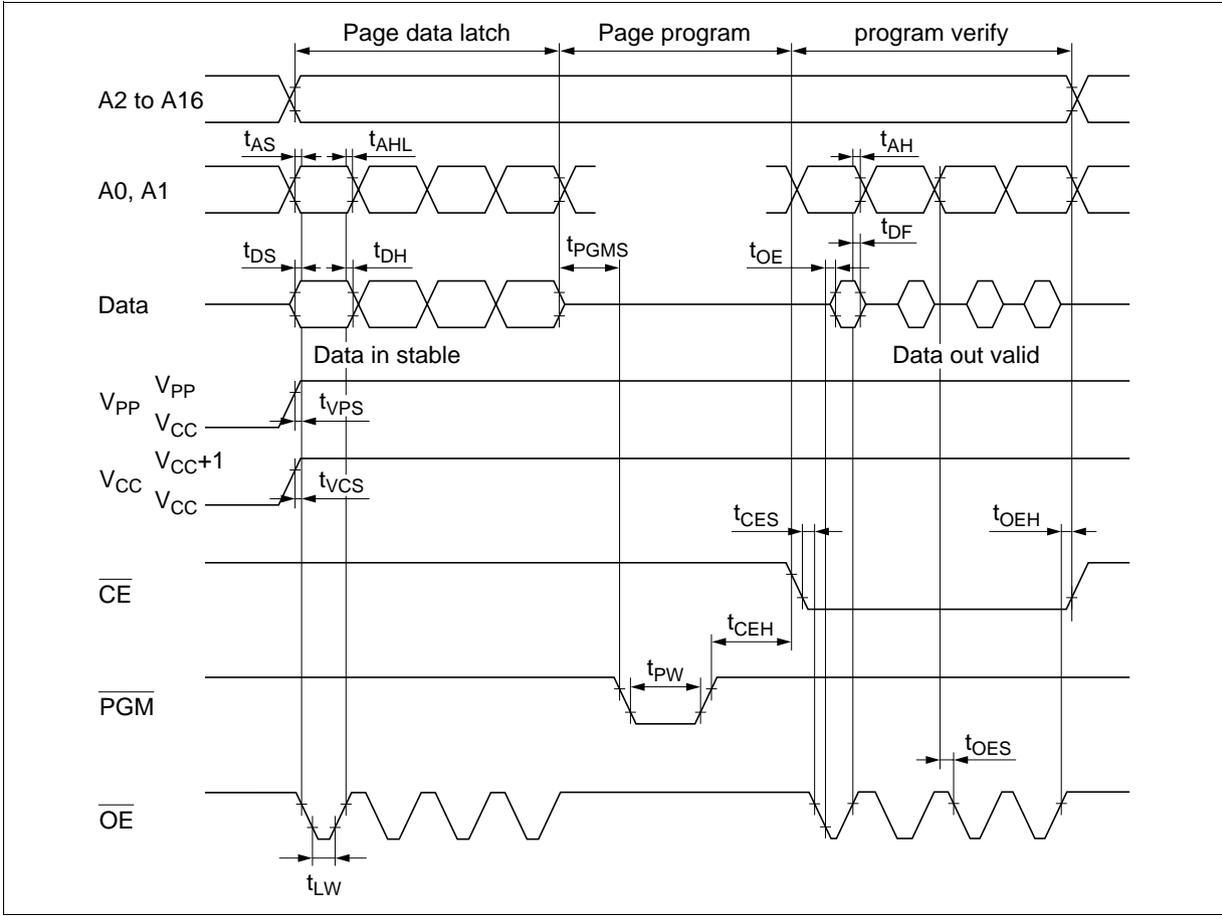 Page data latch Page program program verify
A2 to A16
tAS tAHL tAH
A0, A1
tDS tDH tPGMS tOE tDF
Data
Data in stable Data out valid
VPP VPP
VCC
tVPS
VCC VCC+1
VCC
tVCS
tCES tOEH
CE
tCEH
tPW
PGM
tOES
OE
tLW